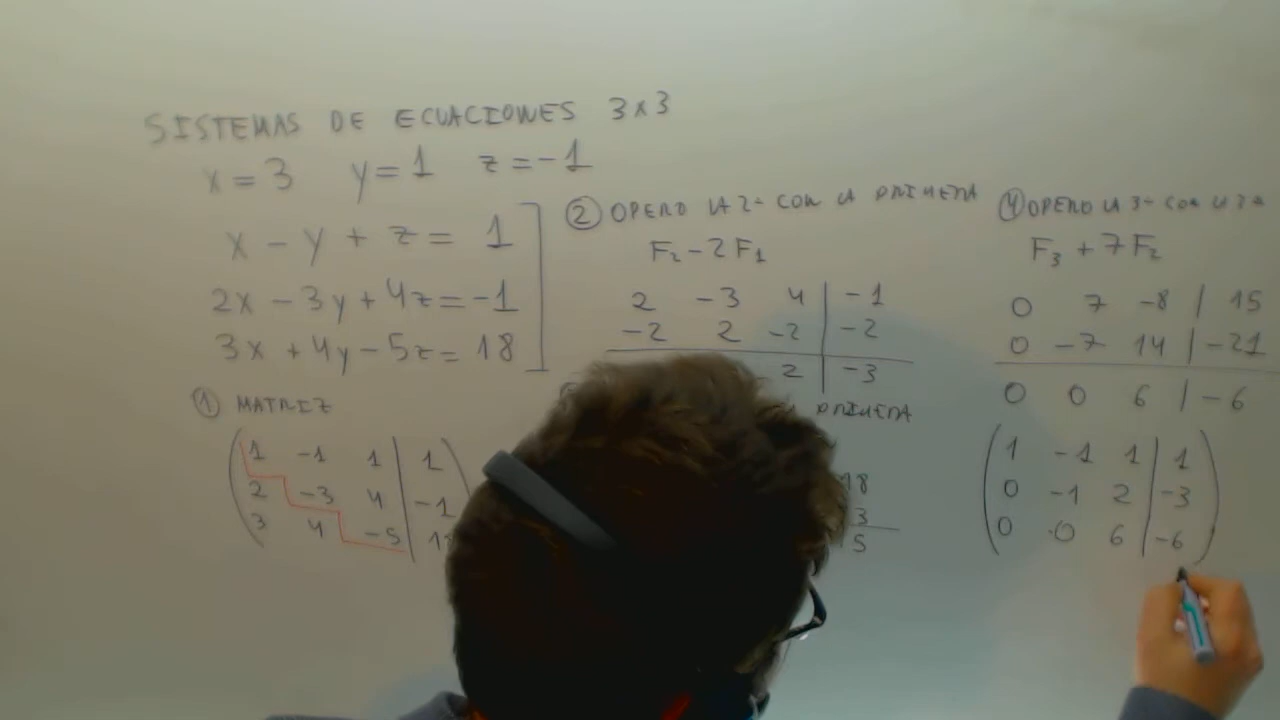 SISTEMAS DE ECUACIONES 3x3
x = 3 y = 1 z = -1
x - y + z = 1
2x - 3y + 4z = -1
3x + 4y - 5z = 18
① MATRIZ
1 -1 1 | 1
2 -3 4 | -1
3 4 -5 | 1
② OPERO LA 2ª CON LA PRIMERA
F₂ - 2F₁
2 -3 4 | -1
-2 2 -2 | -2
2 | -3
PRIMERA
18
3
5
④ OPERO LA 3ª CON LA 2ª
F₃ + 7F₂
0 7 -8 | 15
0 -7 14 | -21
0 0 6 | -6
1 -1 1 | 1
0 -1 2 | -3
0 0 6 | -6